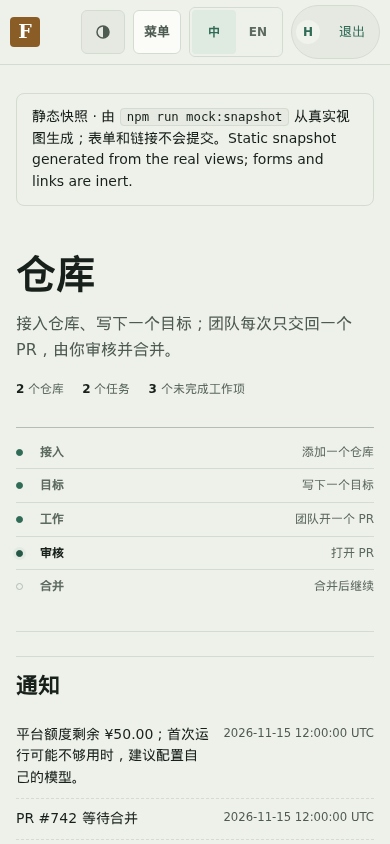 F 菜单 中 EN H 退出
静态快照 · 由 npm run mock:snapshot 从真实视
图生成；表单和链接不会提交。Static snapshot
generated from the real views; forms and
links are inert.
仓库
接入仓库、写下一个目标；团队每次只交回一个
PR，由你审核并合并。
2 个仓库 2 个任务 3 个未完成工作项
接入 添加一个仓库
目标 写下一个目标
工作 团队开一个 PR
审核 打开 PR
合并 合并后继续
通知
平台额度剩余 ¥50.00；首次运 2026-11-15 12:00:00 UTC
行可能不够用时，建议配置自
己的模型。
PR #742 等待合并 2026-11-15 12:00:00 UTC